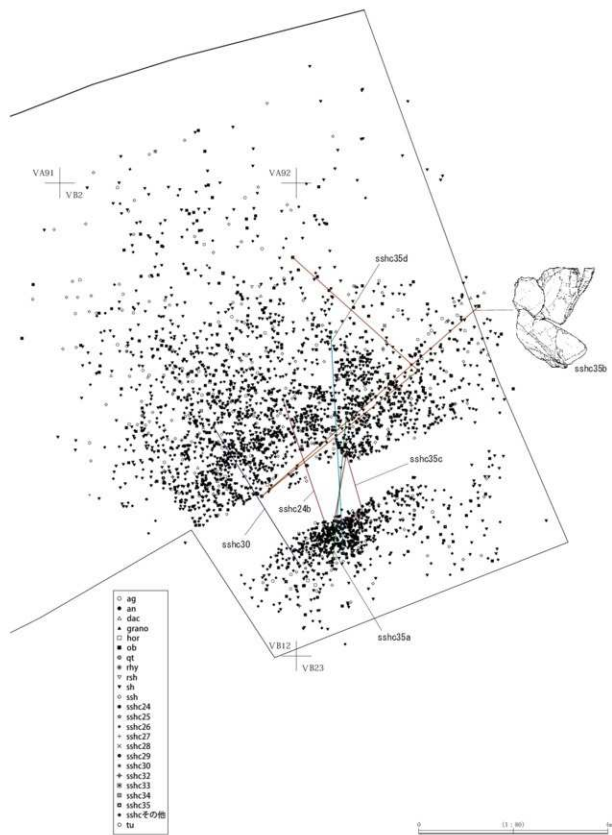 VA91
VB2
VA92
sshc35d
sshc35b
sshc35c
sshc24b
sshc30
sshc35a
VB12
VB23
ag
an
dac
grano
hor
ob
qt
rhy
rsh
sh
ssh
sshc24
sshc25
sshc26
sshc27
sshc28
sshc29
sshc30
sshc32
sshc33
sshc34
sshc35
sshcその他
tu
0 (1 : 80)